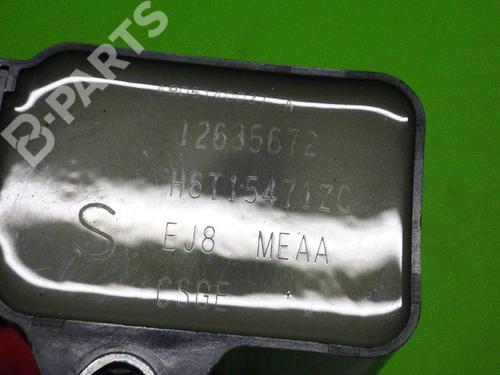 B-PARTS
12635672
H6T15471ZC
S
EJ8 MEAA
CSGE